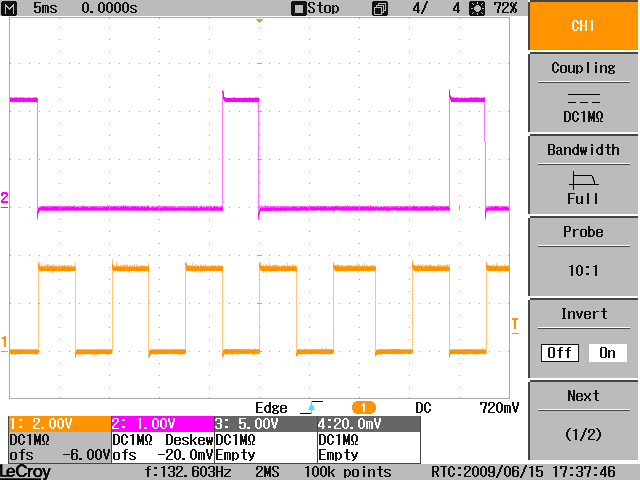 M 5ms 0.0000s Stop 4/ 4 72%
CH1
Coupling
DC1MΩ
Bandwidth
Full
Probe
10:1
Invert
Off On
Next
(1/2)
2
1
T
Edge 1 DC 720mV
1: 2.00V 2: 1.00V 3: 5.00V 4:20.0mV
DC1MΩ DC1MΩ Deskew DC1MΩ DC1MΩ
ofs -6.00V ofs -20.0mV Empty Empty
LeCroy f:132.603Hz 2MS 100k points RTC:2009/06/15 17:37:46